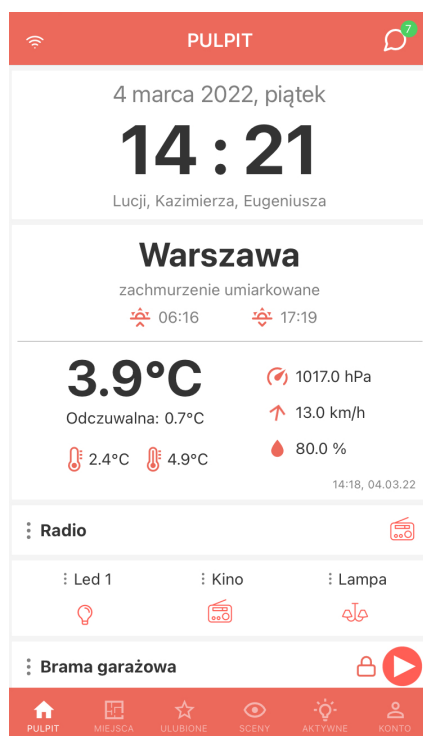 PULPIT
7
4 marca 2022, piątek
14 : 21
Lucji, Kazimierza, Eugeniusza
Warszawa
zachmurzenie umiarkowane
06:16 17:19
3.9°C
1017.0 hPa
Odczuwalna: 0.7°C
13.0 km/h
2.4°C 4.9°C
80.0 %
14:18, 04.03.22
Radio
Led 1 Kino Lampa
Brama garażowa
PULPIT MIEJSCA ULUBIONE SCENY AKTYWNE KONTO